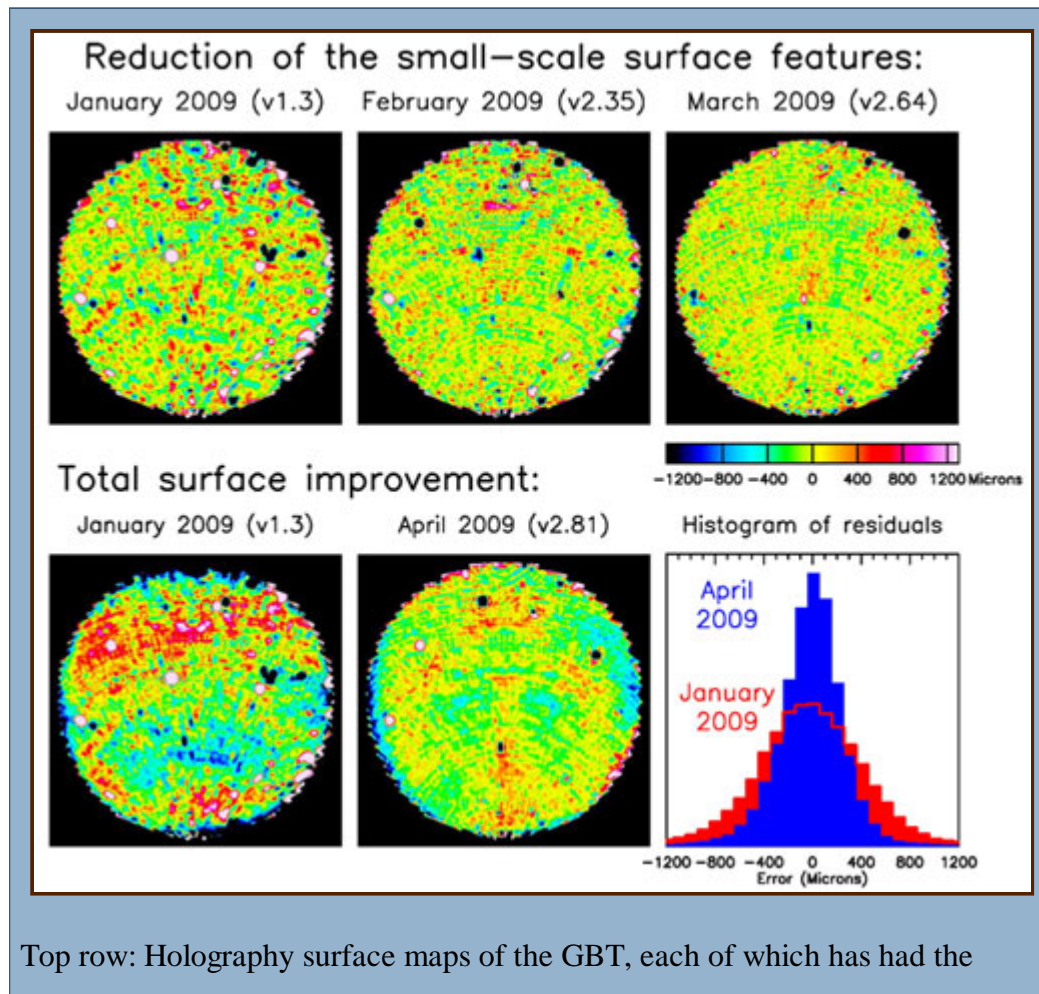 Reduction of the small-scale surface features:
January 2009 (v1.3) February 2009 (v2.35) March 2009 (v2.64)
-1200 -800 -400 0 400 800 1200 Microns
Total surface improvement:
January 2009 (v1.3) April 2009 (v2.81) Histogram of residuals
April
2009
January
2009
-1200 -800 -400 0 400 800 1200
Error (Microns)
Top row: Holography surface maps of the GBT, each of which has had the